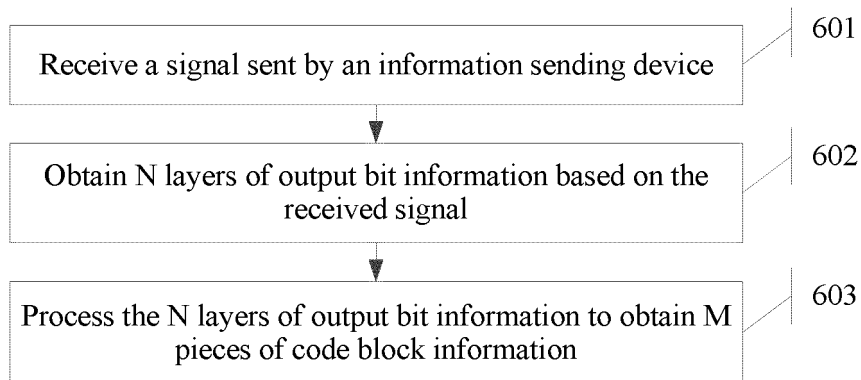 601
Receive a signal sent by an information sending device
602
Obtain N layers of output bit information based on the
received signal
603
Process the N layers of output bit information to obtain M
pieces of code block information